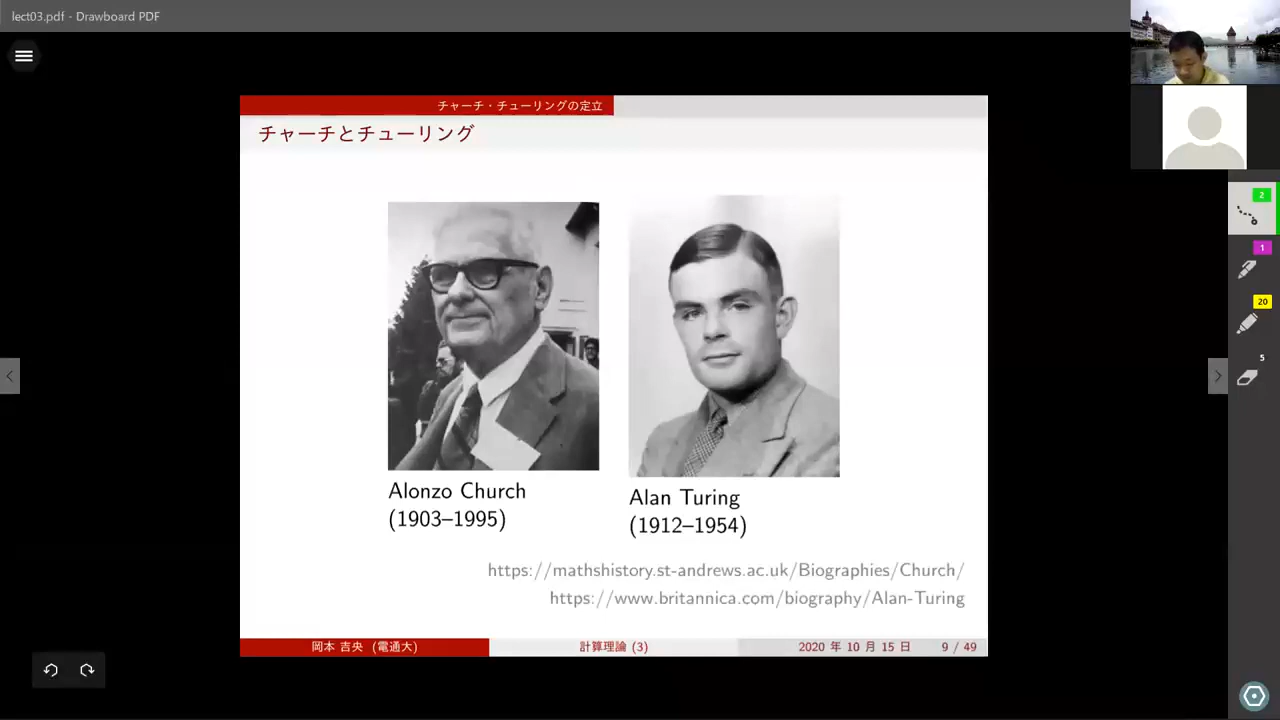 lect03.pdf - Drawboard PDF
チャーチ・チューリングの定立
チャーチとチューリング
2
1
20
5
Alonzo Church
(1903–1995)
Alan Turing
(1912–1954)
https://mathshistory.st-andrews.ac.uk/Biographies/Church/
https://www.britannica.com/biography/Alan-Turing
岡本 吉央 (電通大)
計算理論 (3)
2020 年 10 月 15 日
9 / 49